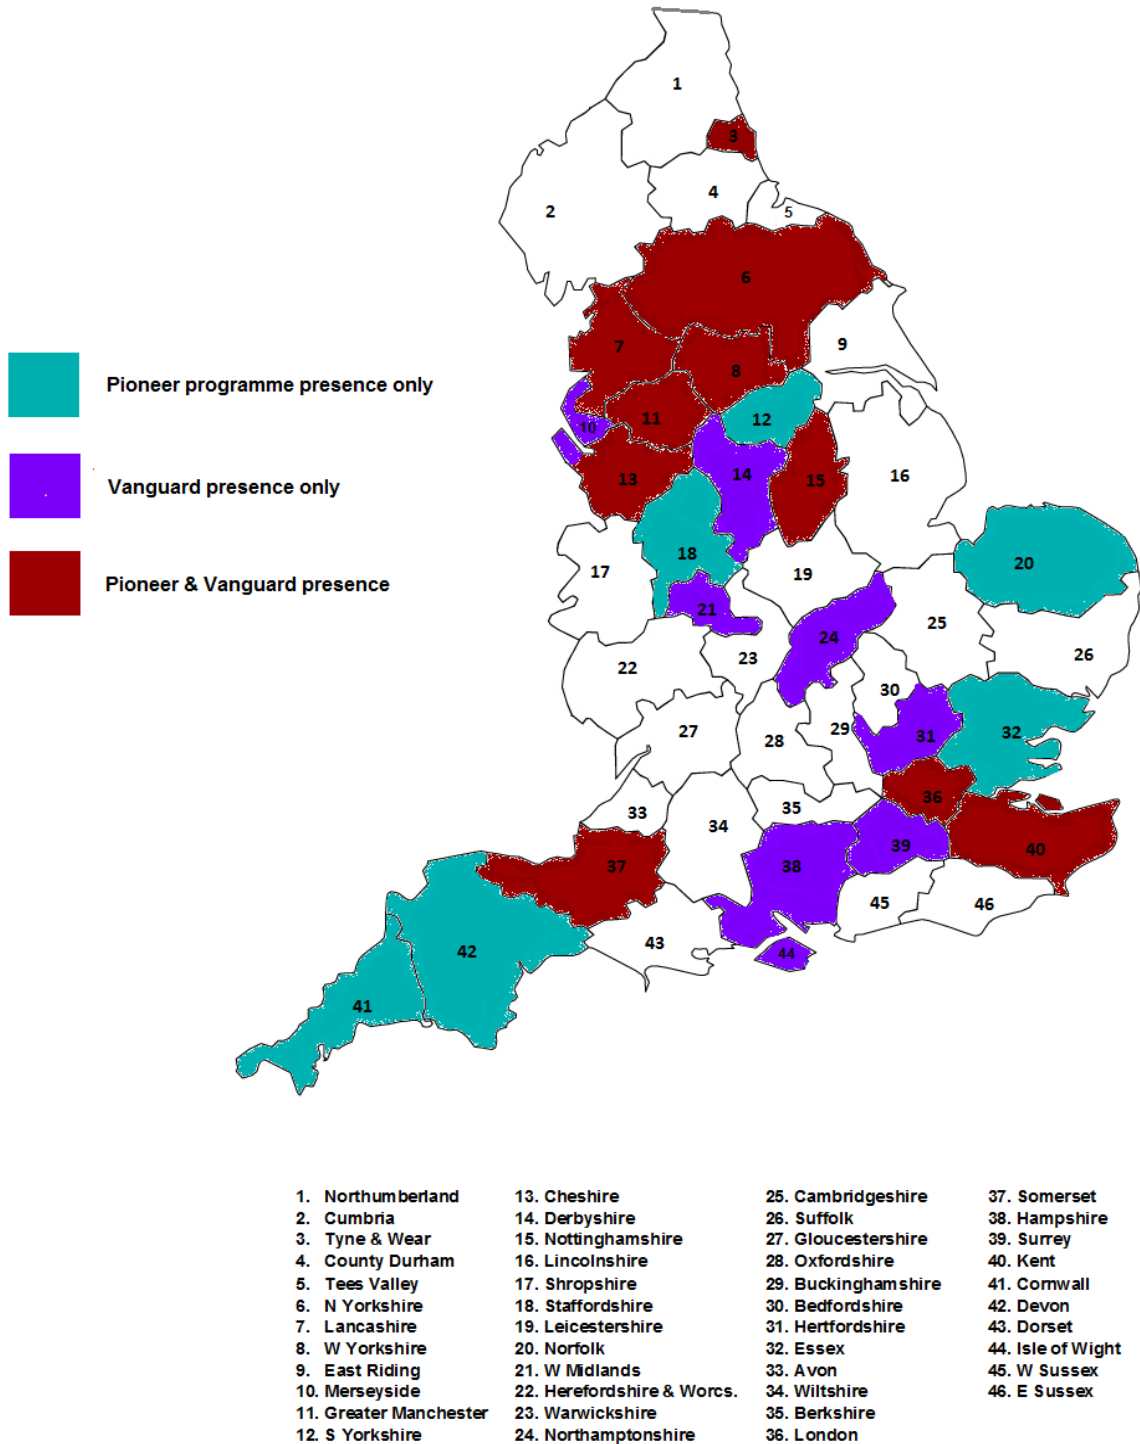 1
3
4
2
5
6
9
7
8
Pioneer programme presence only
11
12
10
14
16
13
15
Vanguard presence only
18
20
17
19
Pioneer & Vanguard presence
21
25
24
26
23
22
30
27
32
31
29
28
36
35
33
34
39
40
37
38
45
46
43
42
44
41
1. Northumberland
2. Cumbria
3. Tyne & Wear
4. County Durham
5. Tees Valley
6. N Yorkshire
7. Lancashire
8. W Yorkshire
9. East Riding
10. Merseyside
11. Greater Manchester
12. S Yorkshire
13. Cheshire
14. Derbyshire
15. Nottinghamshire
16. Lincolnshire
17. Shropshire
18. Staffordshire
19. Leicestershire
20. Norfolk
21. W Midlands
22. Herefordshire & Worcs.
23. Warwickshire
24. Northamptonshire
25. Cambridgeshire
26. Suffolk
27. Gloucestershire
28. Oxfordshire
29. Buckinghamshire
30. Bedfordshire
31. Hertfordshire
32. Essex
33. Avon
34. Wiltshire
35. Berkshire
36. London
37. Somerset
38. Hampshire
39. Surrey
40. Kent
41. Cornwall
42. Devon
43. Dorset
44. Isle of Wight
45. W Sussex
46. E Sussex